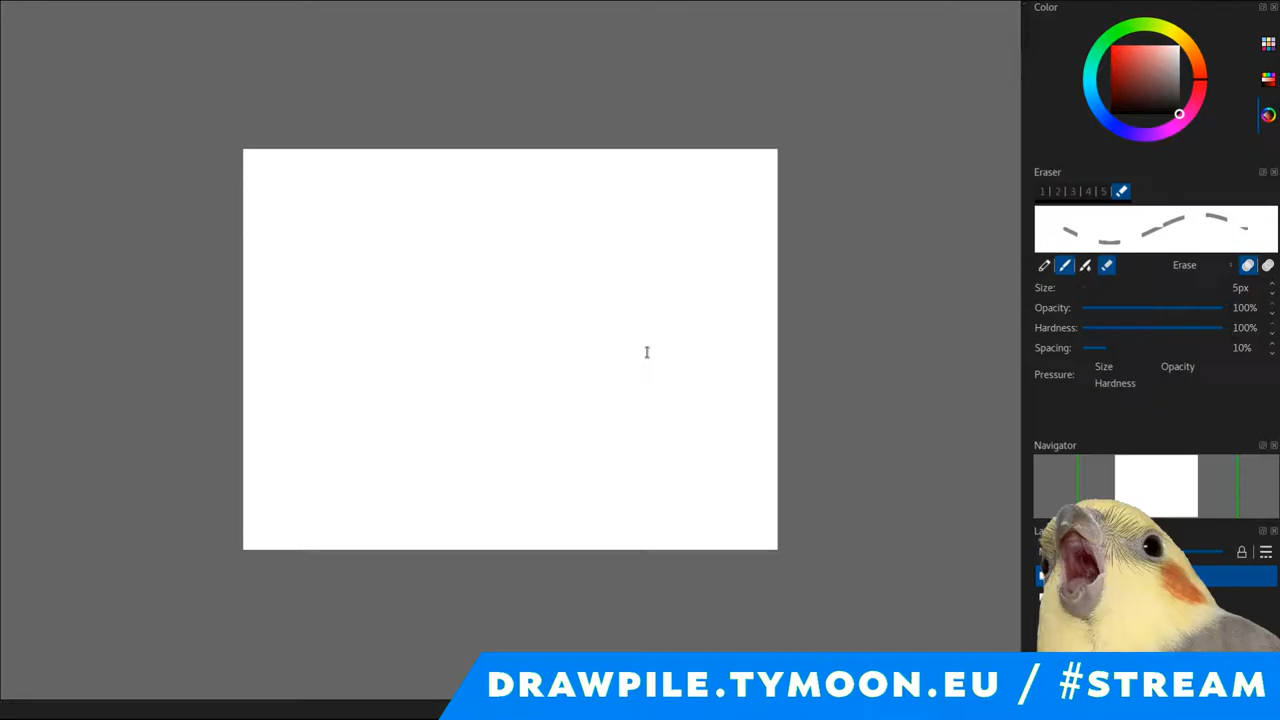 Color
Eraser
1 | 2 | 3 | 4 | 5
Erase
Size: 5px
Opacity: 100%
Hardness: 100%
Spacing: 10%
Pressure: Size Opacity
Hardness
Navigator
DRAWPILE.TYMOON.EU / #STREAM